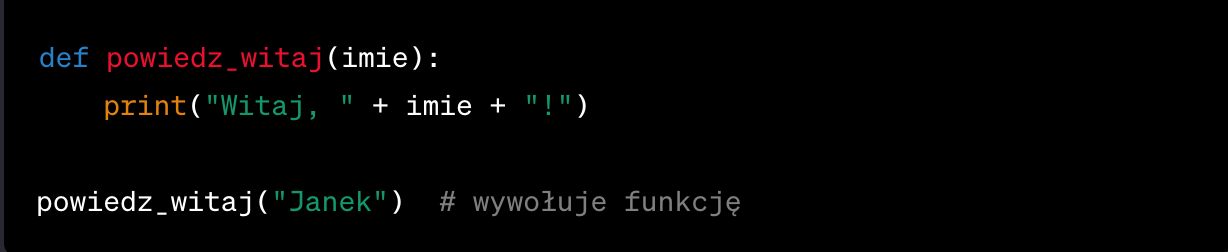 def powiedz_witaj(imie):
    print("Witaj, " + imie + "!")
powiedz_witaj("Janek")  # wywołuje funkcję